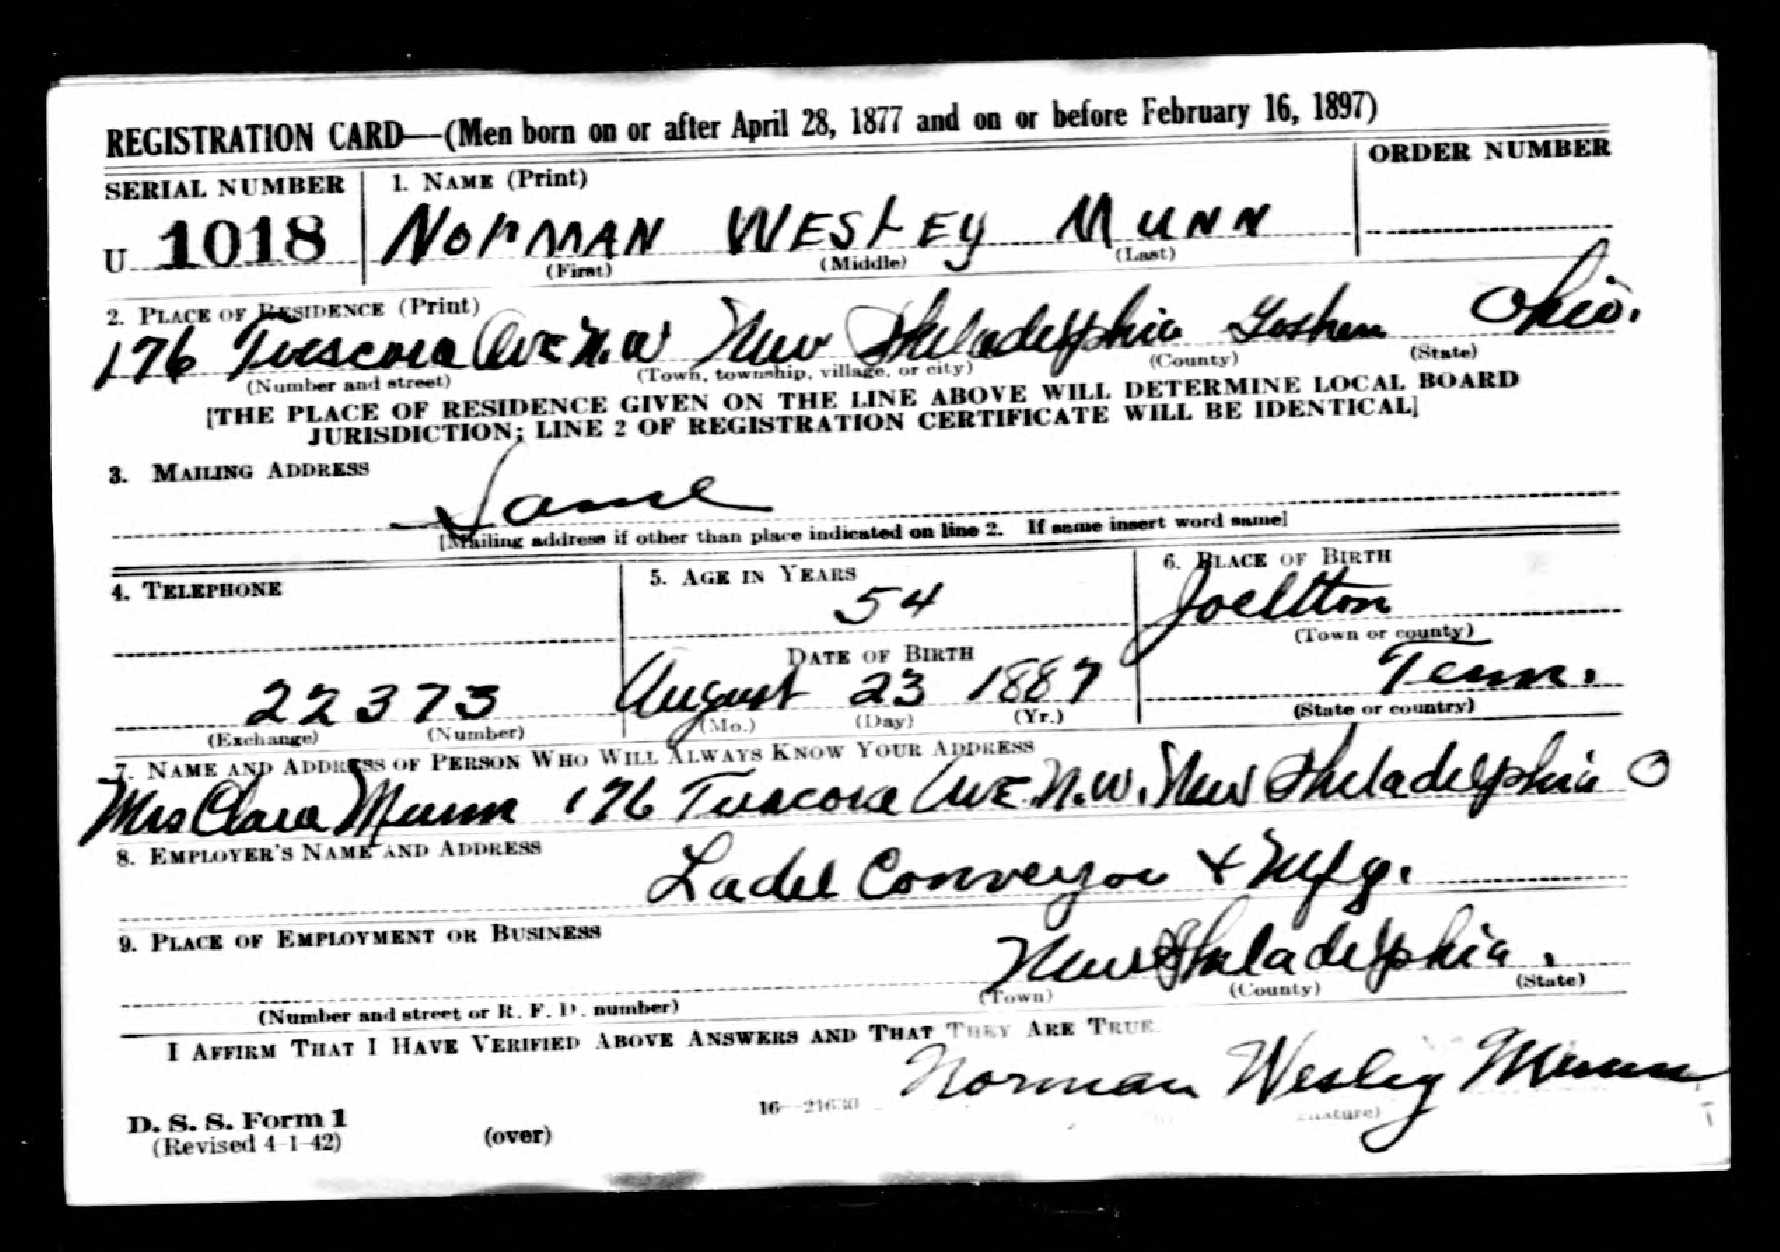 REGISTRATION CARD—(Men born on or after April 28, 1877 and on or before February 16, 1897)
SERIAL NUMBER 1. NAME (Print) ORDER NUMBER
U 1018 NORMAN WESLEY MUNN
(First) (Middle) (Last)
2. PLACE OF RESIDENCE (Print)
176 Tuscora Ave N.W New Philadelphia Goshen Ohio.
(Number and street) (Town, township, village, or city) (County) (State)
[THE PLACE OF RESIDENCE GIVEN ON THE LINE ABOVE WILL DETERMINE LOCAL BOARD
JURISDICTION; LINE 2 OF REGISTRATION CERTIFICATE WILL BE IDENTICAL]
3. MAILING ADDRESS
Same
[Mailing address if other than place indicated on line 2. If same insert word same]
4. TELEPHONE 5. AGE IN YEARS 6. PLACE OF BIRTH
54 Joelton
(Town or county)
DATE OF BIRTH
22373 August 23 1887 Tenn.
(Exchange) (Number) (Mo.) (Day) (Yr.) (State or country)
7. NAME AND ADDRESS OF PERSON WHO WILL ALWAYS KNOW YOUR ADDRESS
Mrs Clara Munn 176 Tuscora Ave N.W. New Philadelphia O
8. EMPLOYER'S NAME AND ADDRESS
Ladel Conveyor + Mfg.
9. PLACE OF EMPLOYMENT OR BUSINESS
New Philadelphia.
(Number and street or R. F. D. number) (Town) (County) (State)
I AFFIRM THAT I HAVE VERIFIED ABOVE ANSWERS AND THAT THEY ARE TRUE.
Norman Wesley Munn
D. S. S. Form 1 16—21630
(Revised 4-1-42) (over)